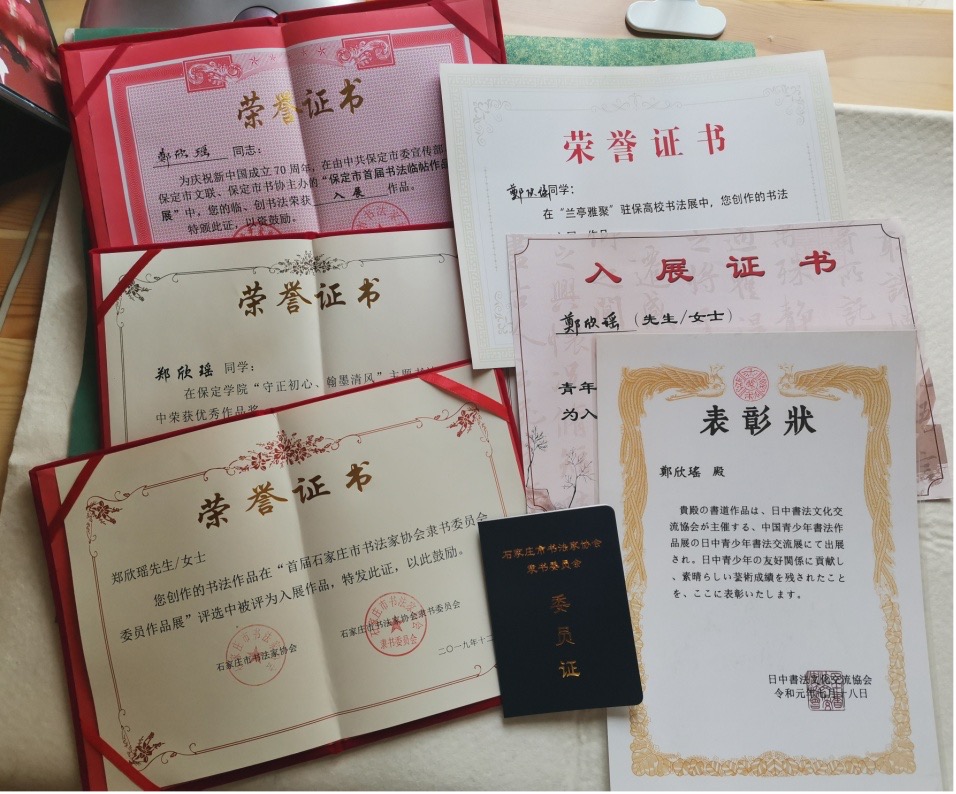 荣誉证书
鄭欣瑶 同志：
为庆祝新中国成立70周年，在由中共保定市委宣传部
保定市文联、保定市书协主办的“保定市首届书法临帖作品
展”中，您的临、创书法荣获 入展 作品。
特颁此证，以资鼓励。
荣誉证书
鄭欣瑶同学：
在“兰亭雅聚”驻保高校书法展中，您创作的书法
荣誉证书
郑欣瑶 同学：
在保定学院“守正初心、翰墨清风”主题
中荣获优秀作品奖
入展证书
鄭欣瑶（先生/女士）
青年
为入
荣誉证书
郑欣瑶先生/女士
您创作的书法作品在“首届石家庄市书法家协会隶书委员会
委员作品展”评选中被评为入展作品，特发此证，以此鼓励。
石家庄市书法家协会
石家庄市书法家协会隶书委员会
隶书委员会
二〇一九年十二
石家庄市书法家协会
隶书委员会
委员证
表彰狀
鄭欣瑤 殿
貴殿の書道作品は、日中書法文化交
流協会が主催する、中国青少年書法作
品展の日中青少年書法交流展にて出展
され。日中青少年の友好関係に貢献し
、素晴らしい芸術成績を残されたこと
を、ここに表彰いたします。
日中書法文化交流協会
令和元年七月十八日